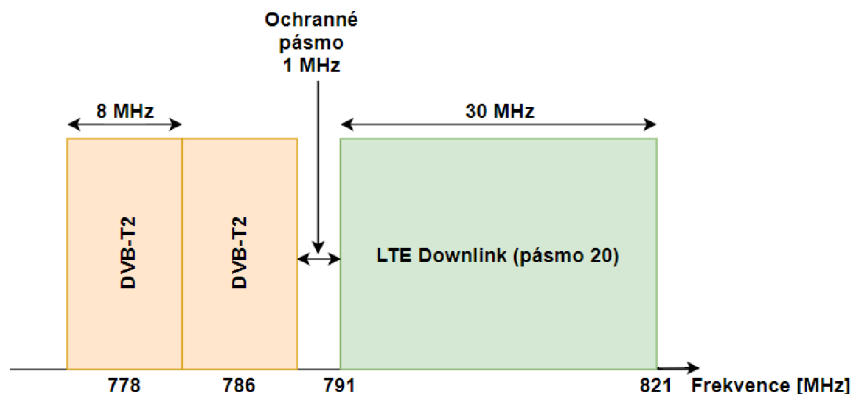 Ochranné
pásmo
1 MHz
8 MHz
30 MHz
DVB-T2
DVB-T2
LTE Downlink (pásmo 20)
778
786
791
821
Frekvence [MHz]